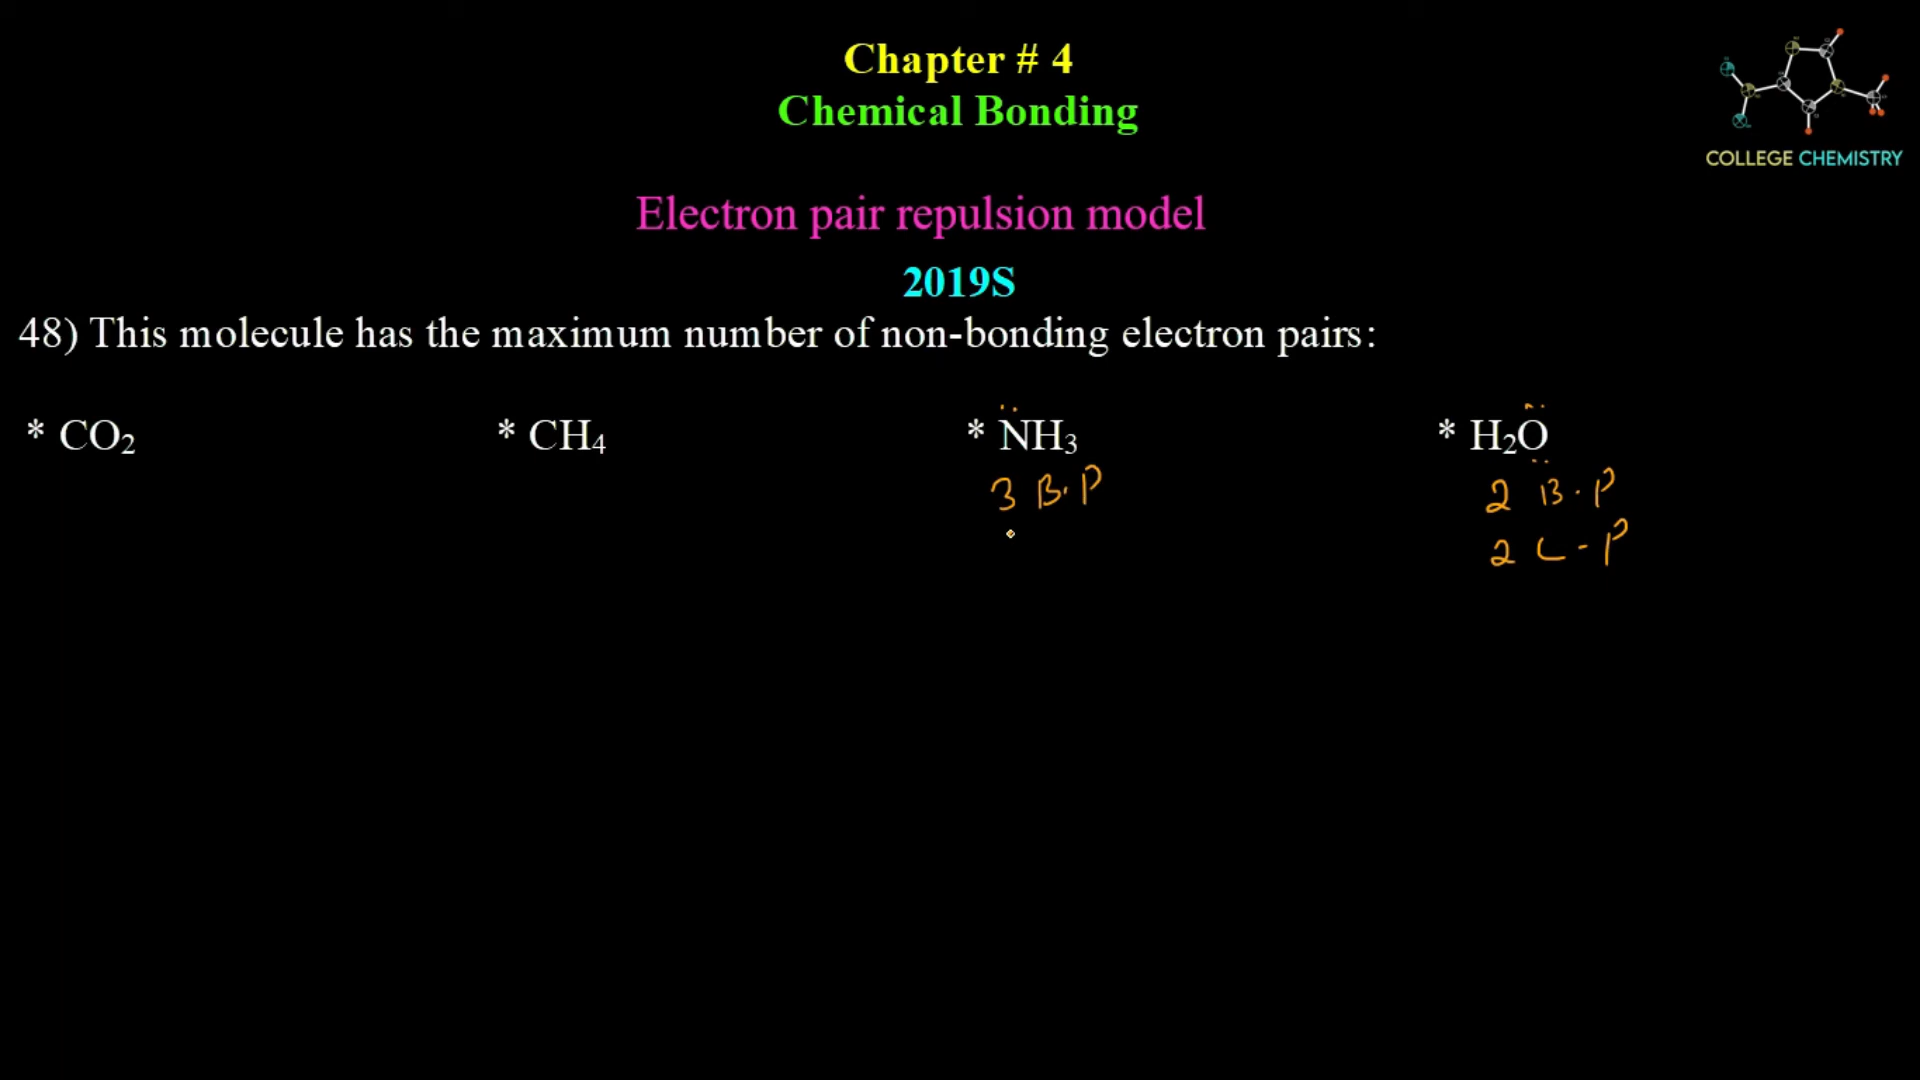 Chapter # 4
Chemical Bonding
COLLEGE CHEMISTRY
Electron pair repulsion model
2019S
48) This molecule has the maximum number of non-bonding electron pairs:
* CO₂ * CH₄ * NH₃ * H₂O
3 B.P 2 B.P
2 L-P